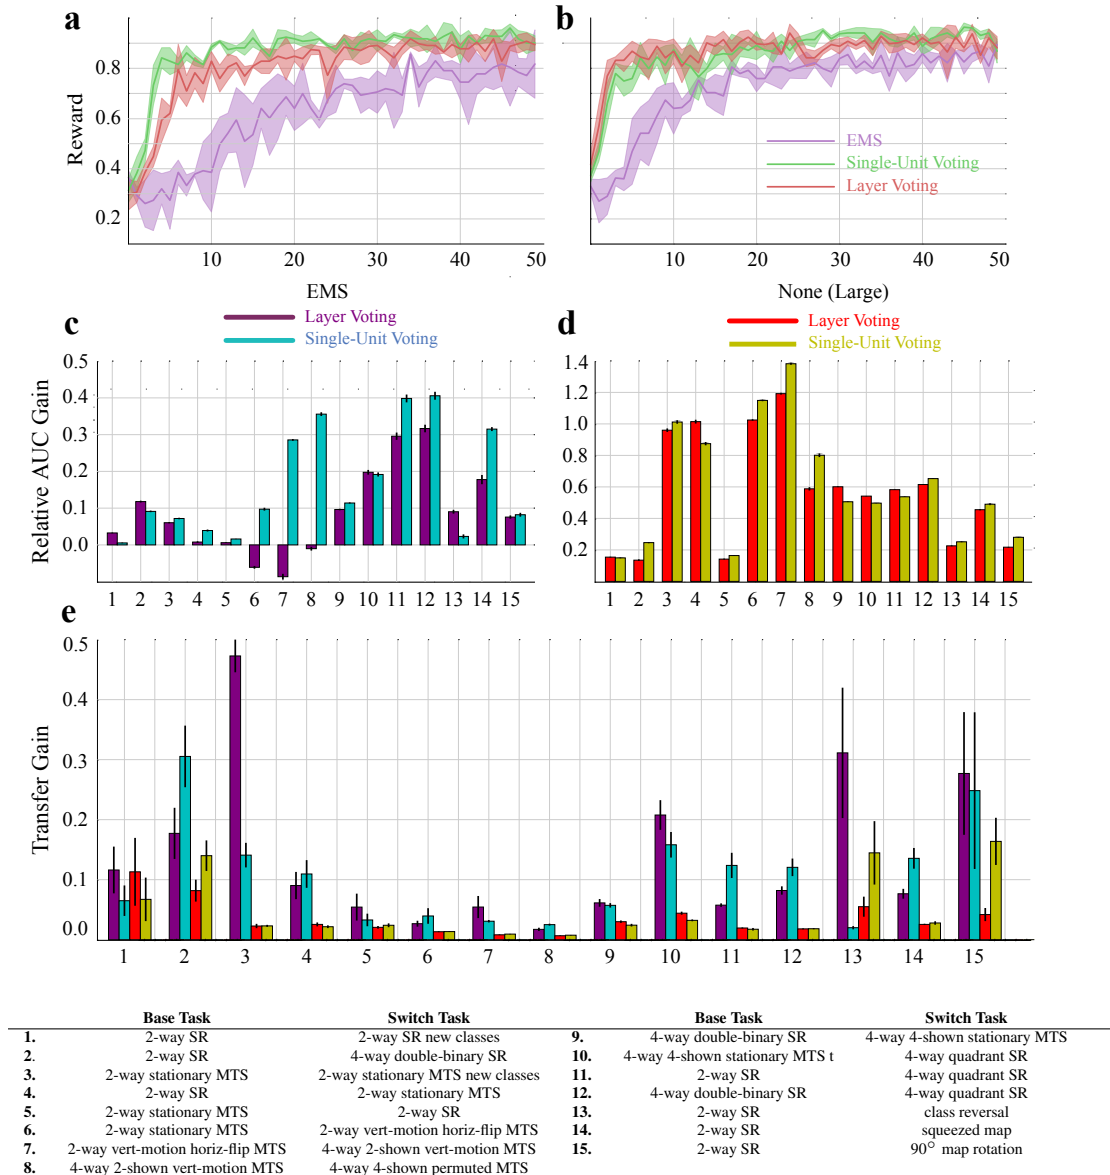 a
b
Reward
0.8
0.6
0.4
0.2
EMS
Single-Unit Voting
Layer Voting
10 20 30 40 50
10 20 30 40 50
EMS
None (Large)
c
Layer Voting
Single-Unit Voting
d
Layer Voting
Single-Unit Voting
Relative AUC Gain
0.5
0.4
0.3
0.2
0.1
0.0
1 2 3 4 5 6 7 8 9 10 11 12 13 14 15
1.4
1.2
1.0
0.8
0.6
0.4
0.2
1 2 3 4 5 6 7 8 9 10 11 12 13 14 15
e
Transfer Gain
0.5
0.4
0.3
0.2
0.1
0.0
1 2 3 4 5 6 7 8 9 10 11 12 13 14 15
Base Task Switch Task Base Task Switch Task
1. 2-way SR 2-way SR new classes 9. 4-way double-binary SR 4-way 4-shown stationary MTS
2. 2-way SR 4-way double-binary SR 10. 4-way 4-shown stationary MTS t 4-way quadrant SR
3. 2-way stationary MTS 2-way stationary MTS new classes 11. 2-way SR 4-way quadrant SR
4. 2-way SR 2-way stationary MTS 12. 4-way double-binary SR 4-way quadrant SR
5. 2-way stationary MTS 2-way SR 13. 2-way SR class reversal
6. 2-way stationary MTS 2-way vert-motion horiz-flip MTS 14. 2-way SR squeezed map
7. 2-way vert-motion horiz-flip MTS 4-way 2-shown vert-motion MTS 15. 2-way SR 90° map rotation
8. 4-way 2-shown vert-motion MTS 4-way 4-shown permuted MTS